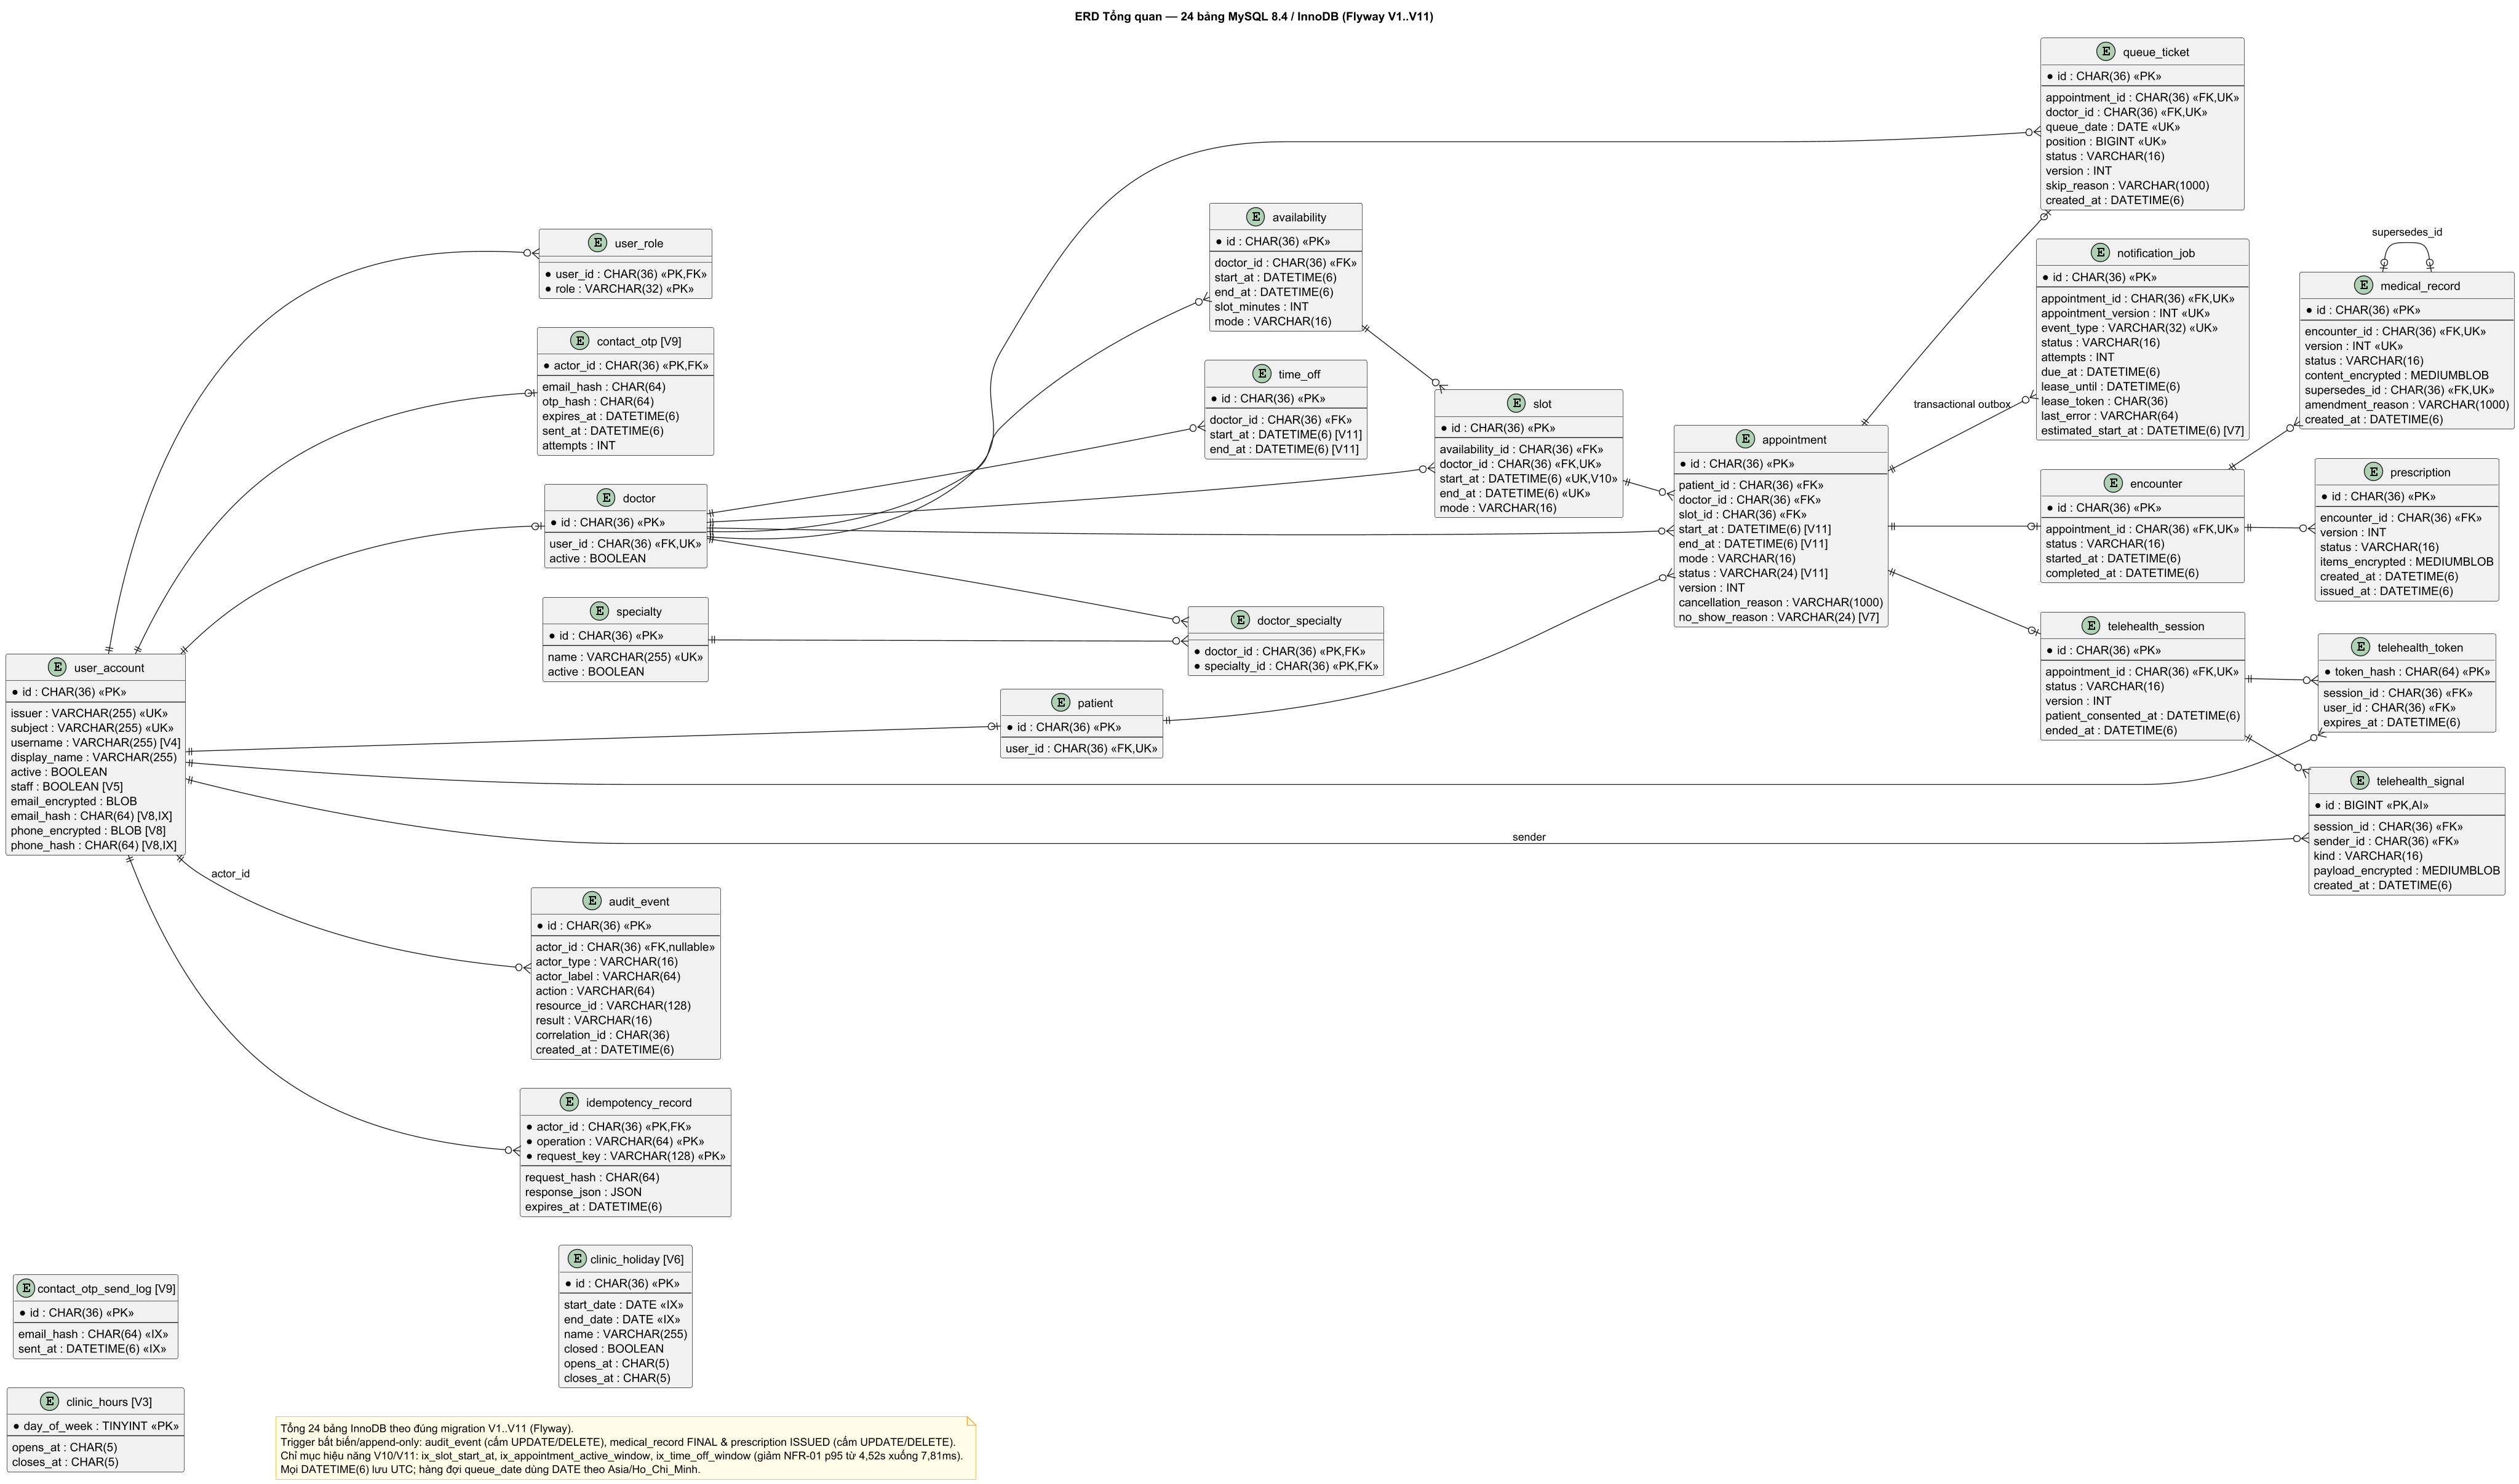 ERD Tổng quan — 24 bảng MySQL 8.4 / InnoDB (Flyway V1..V11)
E queue_ticket
id : CHAR(36) «PK»
appointment_id : CHAR(36) «FK,UK»
doctor_id : CHAR(36) «FK,UK»
queue_date : DATE «UK»
position : BIGINT «UK»
status : VARCHAR(16)
version : INT
skip_reason : VARCHAR(1000)
created_at : DATETIME(6)
E user_role
user_id : CHAR(36) «PK,FK»
role : VARCHAR(32) «PK»
E availability
id : CHAR(36) «PK»
doctor_id : CHAR(36) «FK»
start_at : DATETIME(6)
end_at : DATETIME(6)
slot_minutes : INT
mode : VARCHAR(16)
E notification_job
id : CHAR(36) «PK»
appointment_id : CHAR(36) «FK,UK»
appointment_version : INT «UK»
event_type : VARCHAR(32) «UK»
status : VARCHAR(16)
attempts : INT
due_at : DATETIME(6)
lease_until : DATETIME(6)
lease_token : CHAR(36)
last_error : VARCHAR(64)
estimated_start_at : DATETIME(6) [V7]
supersedes_id
E medical_record
id : CHAR(36) «PK»
encounter_id : CHAR(36) «FK,UK»
version : INT «UK»
status : VARCHAR(16)
content_encrypted : MEDIUMBLOB
supersedes_id : CHAR(36) «FK,UK»
amendment_reason : VARCHAR(1000)
created_at : DATETIME(6)
E contact_otp [V9]
actor_id : CHAR(36) «PK,FK»
email_hash : CHAR(64)
otp_hash : CHAR(64)
expires_at : DATETIME(6)
sent_at : DATETIME(6)
attempts : INT
E time_off
id : CHAR(36) «PK»
doctor_id : CHAR(36) «FK»
start_at : DATETIME(6) [V11]
end_at : DATETIME(6) [V11]
E slot
id : CHAR(36) «PK»
availability_id : CHAR(36) «FK»
doctor_id : CHAR(36) «FK,UK»
start_at : DATETIME(6) «UK,V10»
end_at : DATETIME(6) «UK»
mode : VARCHAR(16)
transactional outbox
E appointment
id : CHAR(36) «PK»
patient_id : CHAR(36) «FK»
doctor_id : CHAR(36) «FK»
slot_id : CHAR(36) «FK»
start_at : DATETIME(6) [V11]
end_at : DATETIME(6) [V11]
mode : VARCHAR(16)
status : VARCHAR(24) [V11]
version : INT
cancellation_reason : VARCHAR(1000)
no_show_reason : VARCHAR(24) [V7]
E encounter
id : CHAR(36) «PK»
appointment_id : CHAR(36) «FK,UK»
status : VARCHAR(16)
started_at : DATETIME(6)
completed_at : DATETIME(6)
E prescription
id : CHAR(36) «PK»
encounter_id : CHAR(36) «FK»
version : INT
status : VARCHAR(16)
items_encrypted : MEDIUMBLOB
created_at : DATETIME(6)
issued_at : DATETIME(6)
E doctor
id : CHAR(36) «PK»
user_id : CHAR(36) «FK,UK»
active : BOOLEAN
E specialty
id : CHAR(36) «PK»
name : VARCHAR(255) «UK»
active : BOOLEAN
E doctor_specialty
doctor_id : CHAR(36) «PK,FK»
specialty_id : CHAR(36) «PK,FK»
E telehealth_session
id : CHAR(36) «PK»
appointment_id : CHAR(36) «FK,UK»
status : VARCHAR(16)
version : INT
patient_consented_at : DATETIME(6)
ended_at : DATETIME(6)
E telehealth_token
token_hash : CHAR(64) «PK»
session_id : CHAR(36) «FK»
user_id : CHAR(36) «FK»
expires_at : DATETIME(6)
E user_account
id : CHAR(36) «PK»
issuer : VARCHAR(255) «UK»
subject : VARCHAR(255) «UK»
username : VARCHAR(255) [V4]
display_name : VARCHAR(255)
active : BOOLEAN
staff : BOOLEAN [V5]
email_encrypted : BLOB
email_hash : CHAR(64) [V8,IX]
phone_encrypted : BLOB [V8]
phone_hash : CHAR(64) [V8,IX]
E patient
id : CHAR(36) «PK»
user_id : CHAR(36) «FK,UK»
E telehealth_signal
id : BIGINT «PK,AI»
session_id : CHAR(36) «FK»
sender_id : CHAR(36) «FK»
kind : VARCHAR(16)
payload_encrypted : MEDIUMBLOB
created_at : DATETIME(6)
sender
actor_id
E audit_event
id : CHAR(36) «PK»
actor_id : CHAR(36) «FK,nullable»
actor_type : VARCHAR(16)
actor_label : VARCHAR(64)
action : VARCHAR(64)
resource_id : VARCHAR(128)
result : VARCHAR(16)
correlation_id : CHAR(36)
created_at : DATETIME(6)
E idempotency_record
actor_id : CHAR(36) «PK,FK»
operation : VARCHAR(64) «PK»
request_key : VARCHAR(128) «PK»
request_hash : CHAR(64)
response_json : JSON
expires_at : DATETIME(6)
E contact_otp_send_log [V9]
id : CHAR(36) «PK»
email_hash : CHAR(64) «IX»
sent_at : DATETIME(6) «IX»
E clinic_holiday [V6]
id : CHAR(36) «PK»
start_date : DATE «IX»
end_date : DATE «IX»
name : VARCHAR(255)
closed : BOOLEAN
opens_at : CHAR(5)
closes_at : CHAR(5)
E clinic_hours [V3]
day_of_week : TINYINT «PK»
opens_at : CHAR(5)
closes_at : CHAR(5)
Tổng 24 bảng InnoDB theo đúng migration V1..V11 (Flyway).
Trigger bất biến/append-only: audit_event (cấm UPDATE/DELETE), medical_record FINAL & prescription ISSUED (cấm UPDATE/DELETE).
Chỉ mục hiệu năng V10/V11: ix_slot_start_at, ix_appointment_active_window, ix_time_off_window (giảm NFR-01 p95 từ 4,52s xuống 7,81ms).
Mọi DATETIME(6) lưu UTC; hàng đợi queue_date dùng DATE theo Asia/Ho_Chi_Minh.